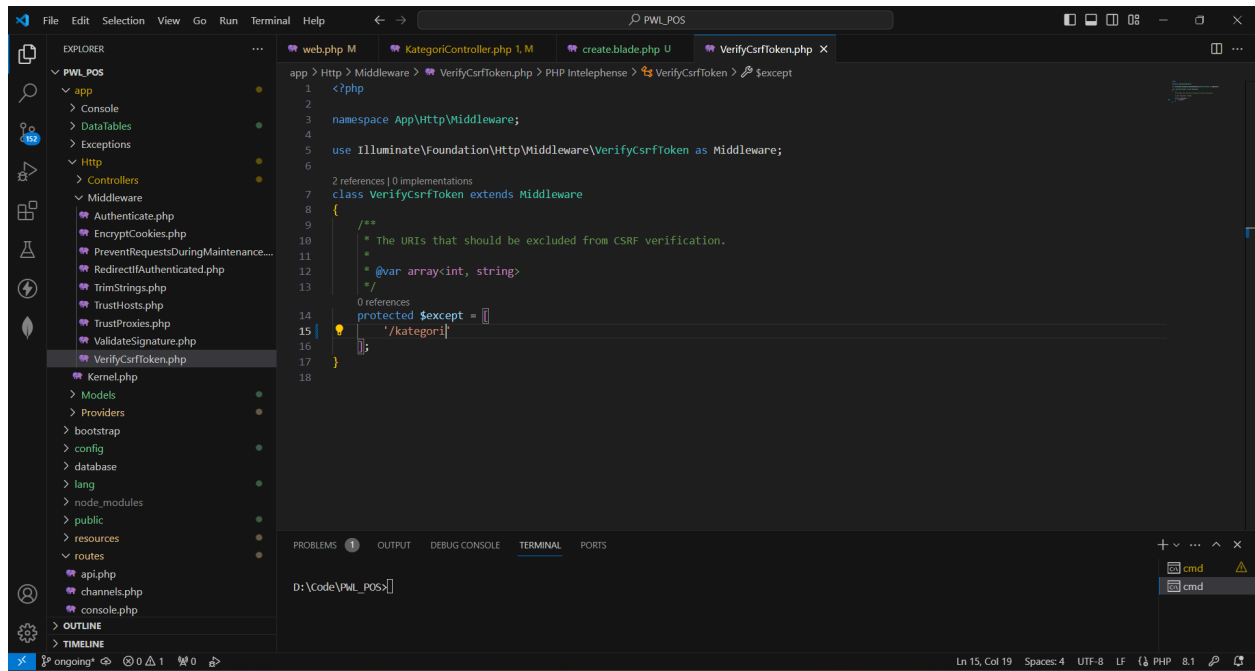 File Edit Selection View Go Run Terminal Help
PWL_POS
EXPLORER
web.php M
KategoriController.php 1, M
create.blade.php U
VerifyCsrfToken.php
app > Http > Middleware > VerifyCsrfToken.php > PHP Intelephense > VerifyCsrfToken > $except
PWL_POS
app
Console
DataTables
Exceptions
Http
Controllers
Middleware
Authenticate.php
EncryptCookies.php
PreventRequestsDuringMaintenance....
RedirectIfAuthenticated.php
TrimStrings.php
TrustHosts.php
TrustProxies.php
ValidateSignature.php
VerifyCsrfToken.php
Kernel.php
Models
Providers
bootstrap
config
database
lang
node_modules
public
resources
routes
api.php
channels.php
console.php
OUTLINE
TIMELINE
152
1 <?php
2
3 namespace App\Http\Middleware;
4
5 use Illuminate\Foundation\Http\Middleware\VerifyCsrfToken as Middleware;
6
2 references | 0 implementations
7 class VerifyCsrfToken extends Middleware
8 {
9 /**
10 * The URIs that should be excluded from CSRF verification.
11 *
12 * @var array<int, string>
13 */
0 references
14 protected $except = [
15 '/kategori'
16 ];
17 }
18
PROBLEMS 1 OUTPUT DEBUG CONSOLE TERMINAL PORTS
D:\Code\PWL_POS>
cmd
cmd
ongoing* 0 1 0
Ln 15, Col 19 Spaces: 4 UTF-8 LF PHP 8.1